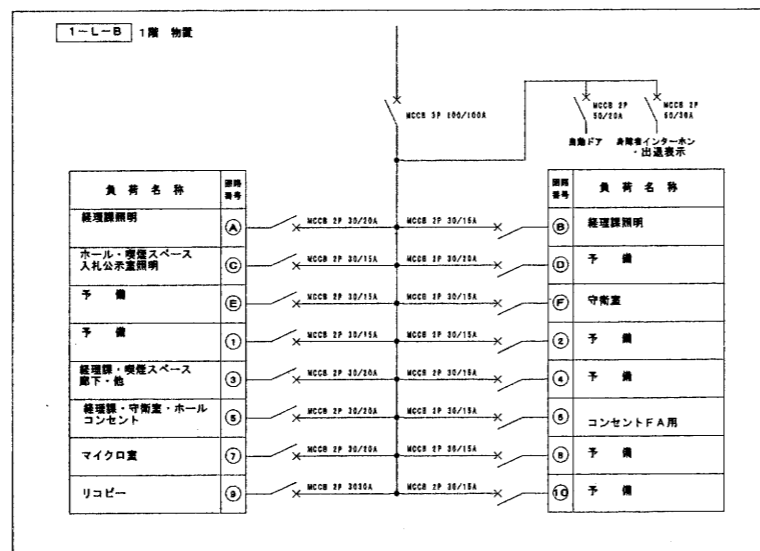 1-L-B 1階 物置
MCCB 3P 100/100A
MCCB 2P
50/20A
MCCB 2P
自動ドア
身障者インターホン
・出退表示
負荷名称 回路番号
回路番号 負荷名称
経理課照明 A MCCB 2P 30/20A
MCCB 2P 30/15A B 経理課照明
ホール・喫煙スペース
入札公示室照明 C MCCB 2P 30/15A
MCCB 2P 30/20A D 予 備
予 備 E MCCB 2P 30/15A
MCCB 2P 30/15A F 守衛室
予 備 1 MCCB 2P 30/15A
MCCB 2P 30/15A 2 予 備
経理課・喫煙スペース
廊下・他 3 MCCB 2P 30/20A
MCCB 2P 30/15A 4 予 備
経理課・守衛室・ホール
コンセント 5 MCCB 2P 30/20A
MCCB 2P 30/15A 6 コンセントFA用
マイクロ室 7 MCCB 2P 30/20A
MCCB 2P 30/15A 8 予 備
リコピー 9 MCCB 2P 3030A
MCCB 2P 30/15A 10 予 備